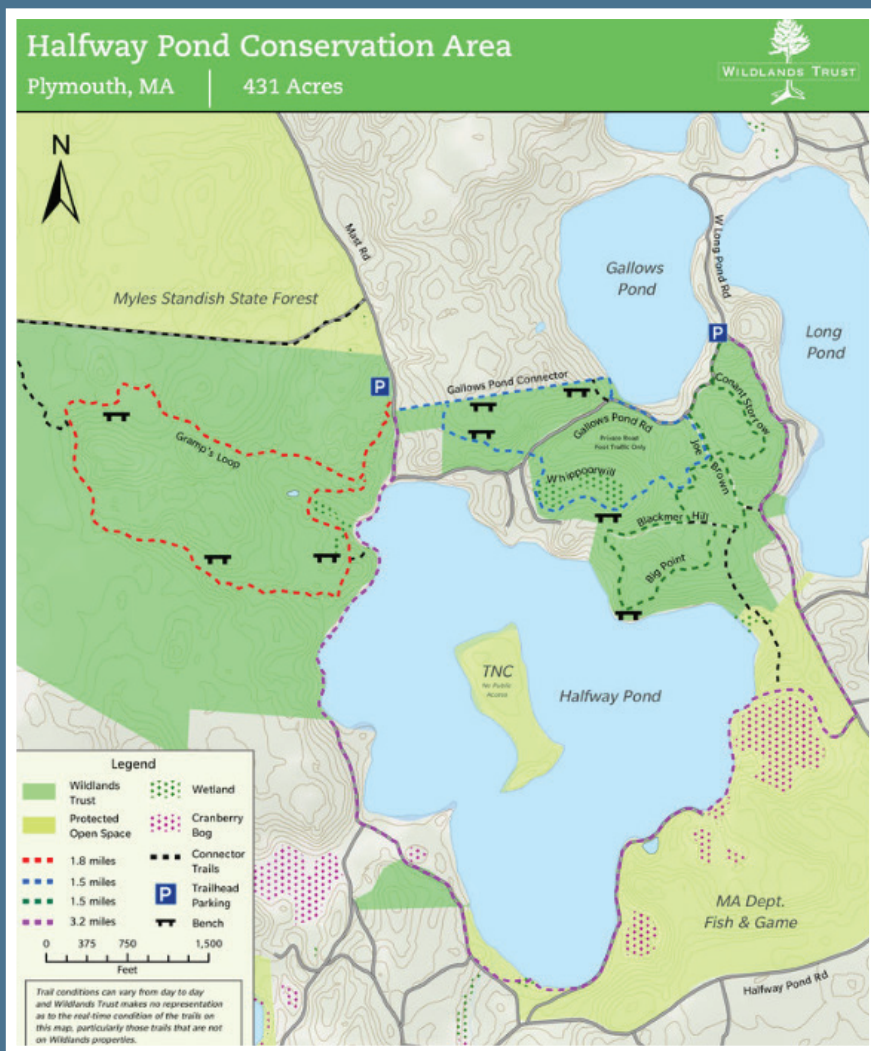 Halfway Pond Conservation Area
Plymouth, MA | 431 Acres
WILDLANDS TRUST
N
Mast Rd
W Long Pond Rd
Gallows
Pond
Long
Pond
Myles Standish State Forest
P
P
Gallows Pond Connector
Conant Storrow
Gallows Pond Rd
Private Road
Foot Traffic Only
Joe Brown
Gramp's Loop
Whippoorwill
Blackmer Hill
Big Point
TNC
No Public
Access
Halfway Pond
MA Dept.
Fish & Game
Halfway Pond Rd
Legend
Wildlands
Trust
Wetland
Protected
Open Space
Cranberry
Bog
1.8 miles
Connector
Trails
1.5 miles
P
Trailhead
Parking
1.5 miles
3.2 miles
Bench
0 375 750 1,500
Feet
Trail conditions can vary from day to day
and Wildlands Trust makes no representation
as to the real-time condition of the trails on
this map, particularly those trails that are not
on Wildlands properties.